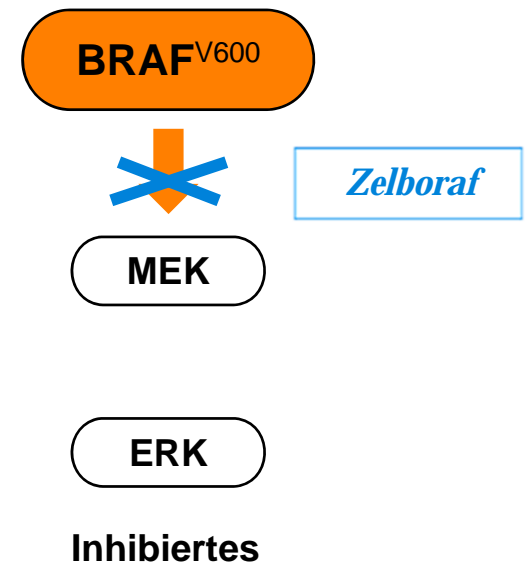 BRAFV600
Zelboraf
MEK
ERK
Inhibiertes